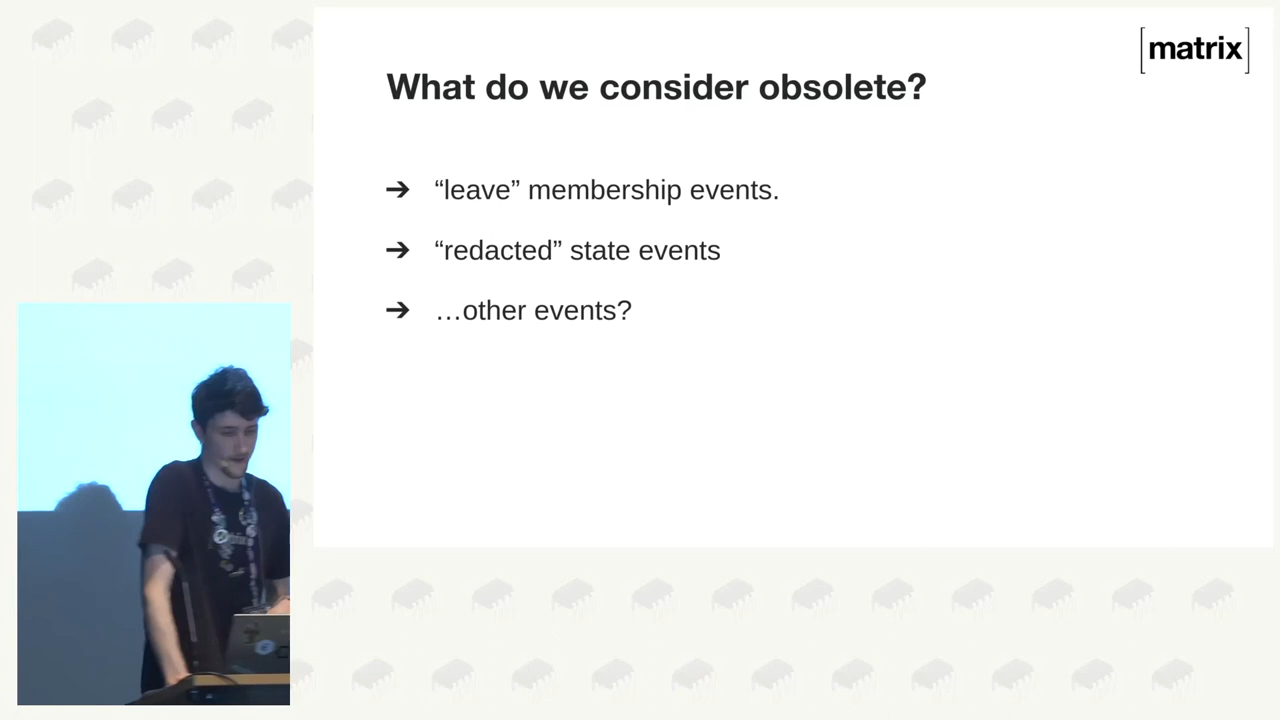 [matrix]
What do we consider obsolete?
➔ “leave” membership events.
➔ “redacted” state events
➔ …other events?